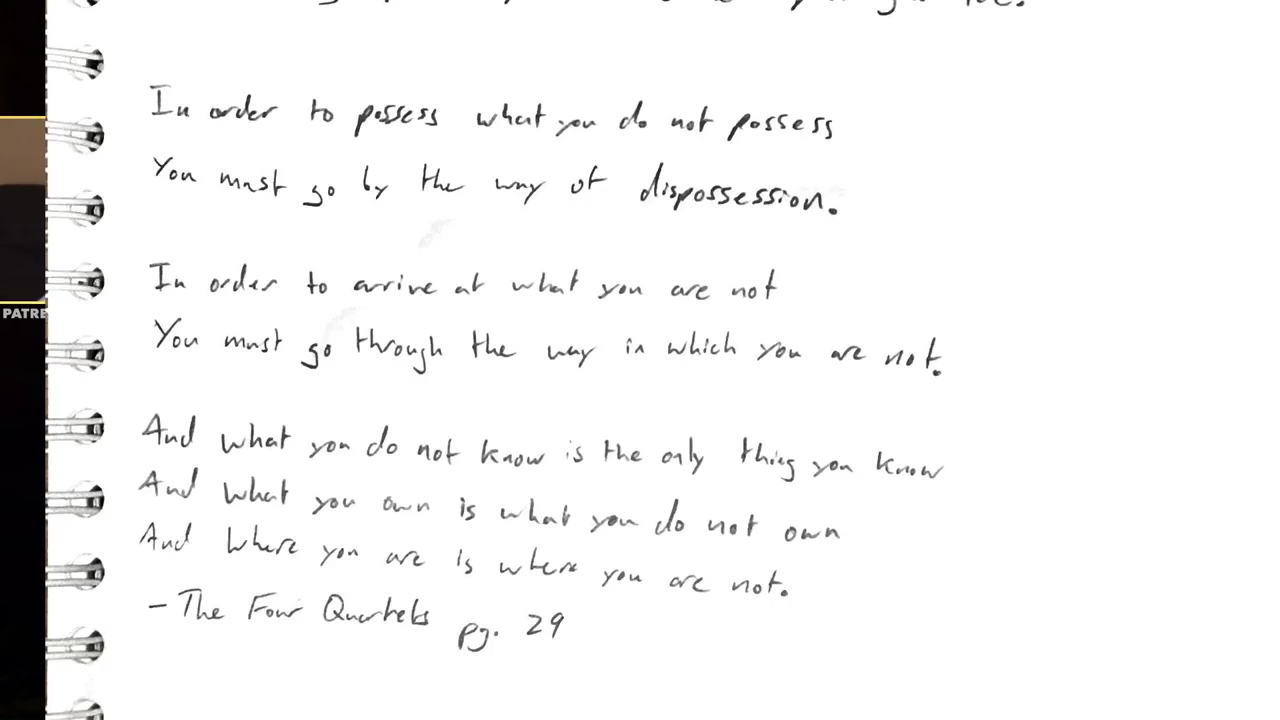 In order to possess what you do not possess
You must go by the way of dispossession.
In order to arrive at what you are not
You must go through the way in which you are not.
And what you do not know is the only thing you know
And what you own is what you do not own
And where you are is where you are not.
- The Four Quartets pg. 29
PATRE